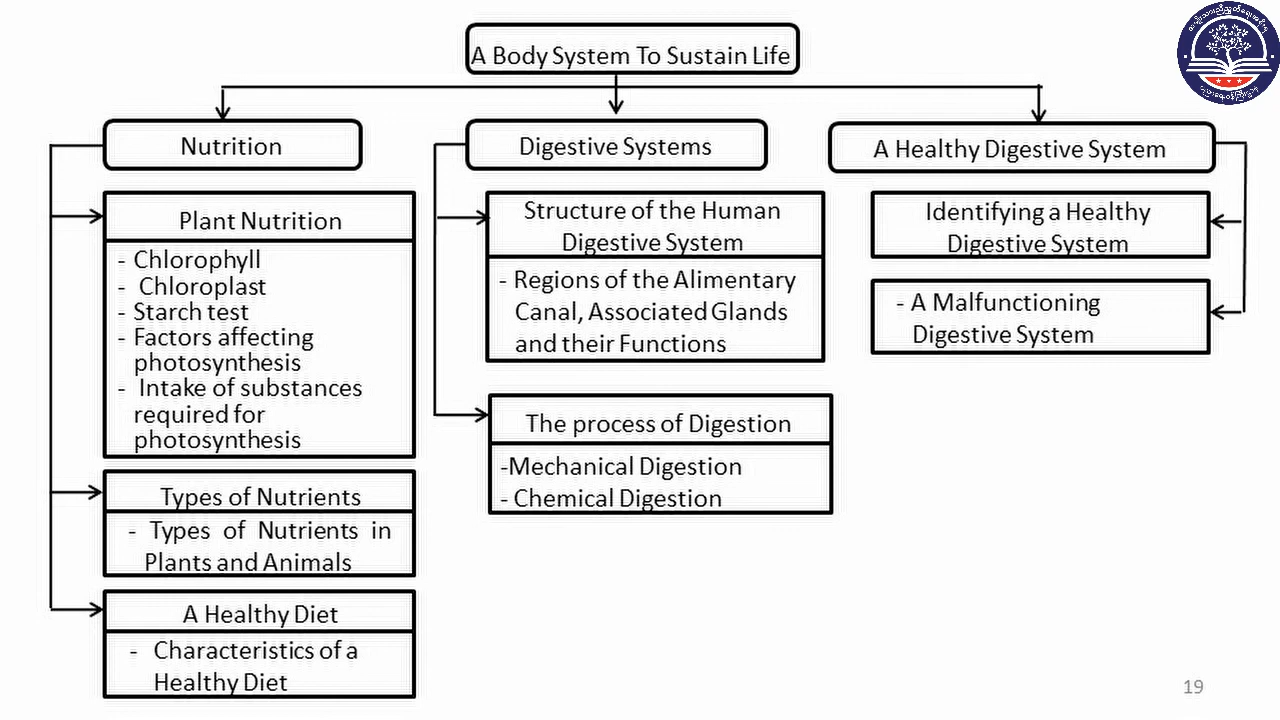 A Body System To Sustain Life
Nutrition
Plant Nutrition
- Chlorophyll
- Chloroplast
- Starch test
- Factors affecting
photosynthesis
- Intake of substances
required for
photosynthesis
Types of Nutrients
- Types of Nutrients in
Plants and Animals
A Healthy Diet
- Characteristics of a
Healthy Diet
Digestive Systems
Structure of the Human
Digestive System
- Regions of the Alimentary
Canal, Associated Glands
and their Functions
The process of Digestion
-Mechanical Digestion
- Chemical Digestion
A Healthy Digestive System
Identifying a Healthy
Digestive System
- A Malfunctioning
Digestive System
19